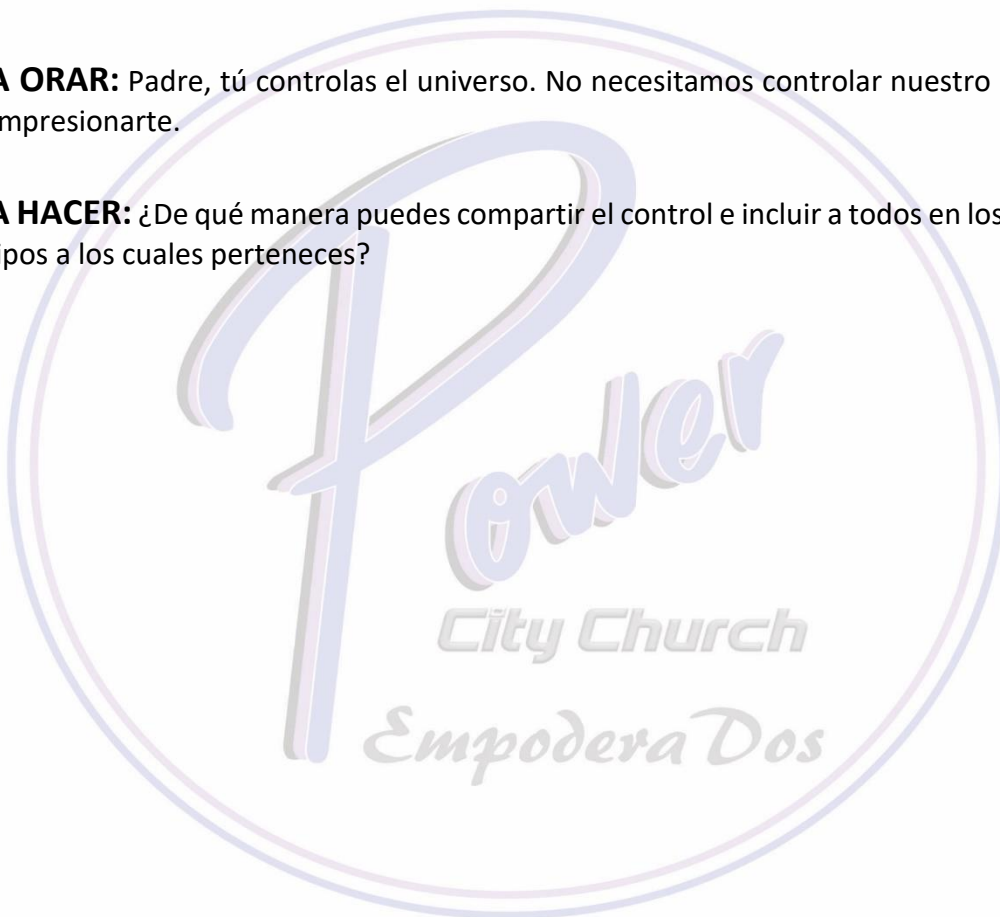 A ORAR: Padre, tú controlas el universo. No necesitamos controlar nuestro
mpresionarte.
A HACER: ¿De qué manera puedes compartir el control e incluir a todos en los
ipos a los cuales perteneces?
Power
City Church
EmpoderaDos